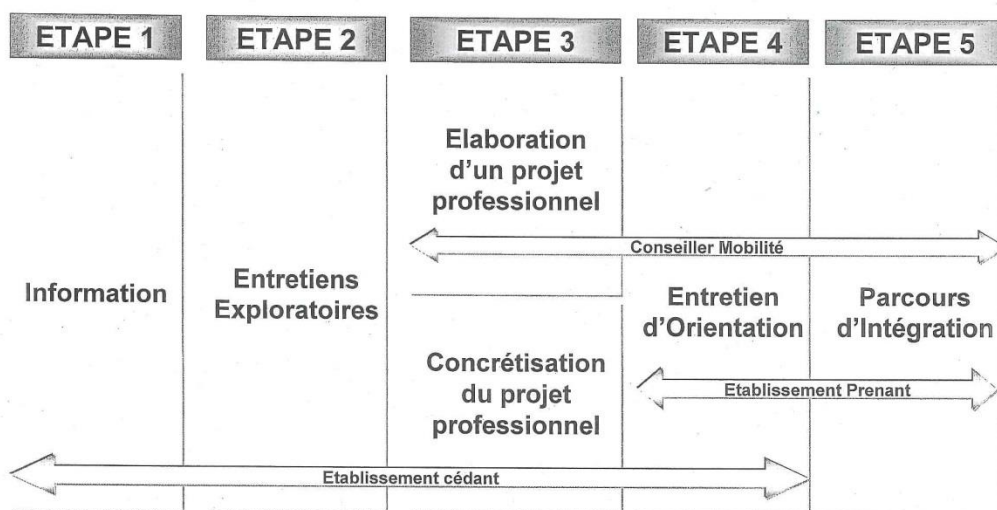 ETAPE 1
ETAPE 2
ETAPE 3
ETAPE 4
ETAPE 5
Information
Entretiens
Exploratoires
Elaboration
d'un projet
professionnel
Conseiller Mobilité
Concrétisation
du projet
professionnel
Entretien
d'Orientation
Parcours
d'Intégration
Etablissement Prenant
Etablissement cédant